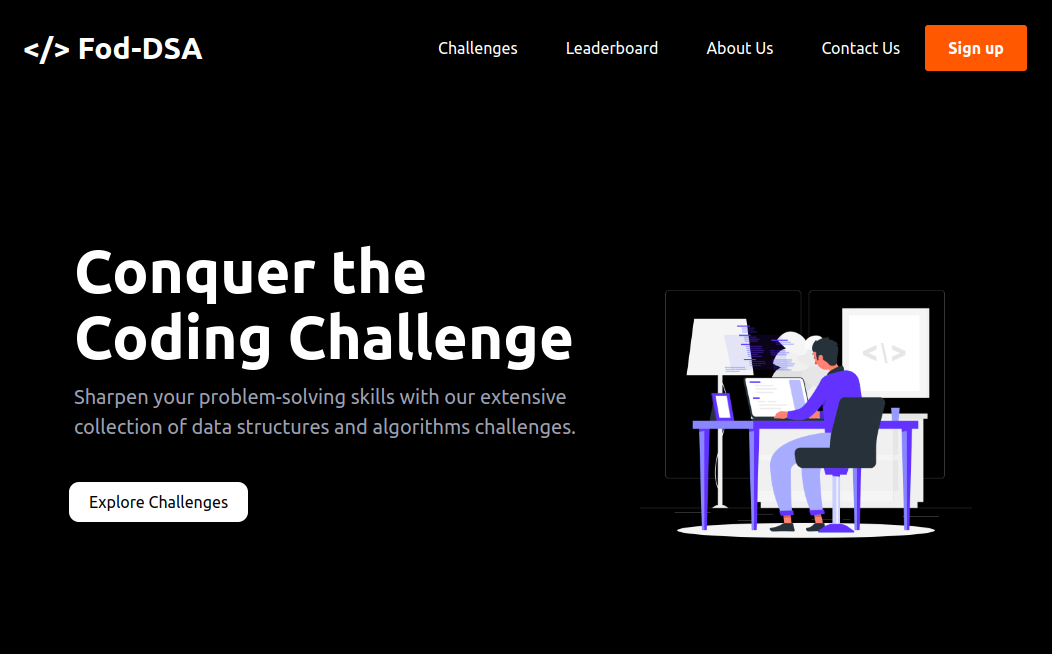 </> Fod-DSA
Challenges
Leaderboard
About Us
Contact Us
Sign up
Conquer the
Coding Challenge
Sharpen your problem-solving skills with our extensive
collection of data structures and algorithms challenges.
Explore Challenges
<\>